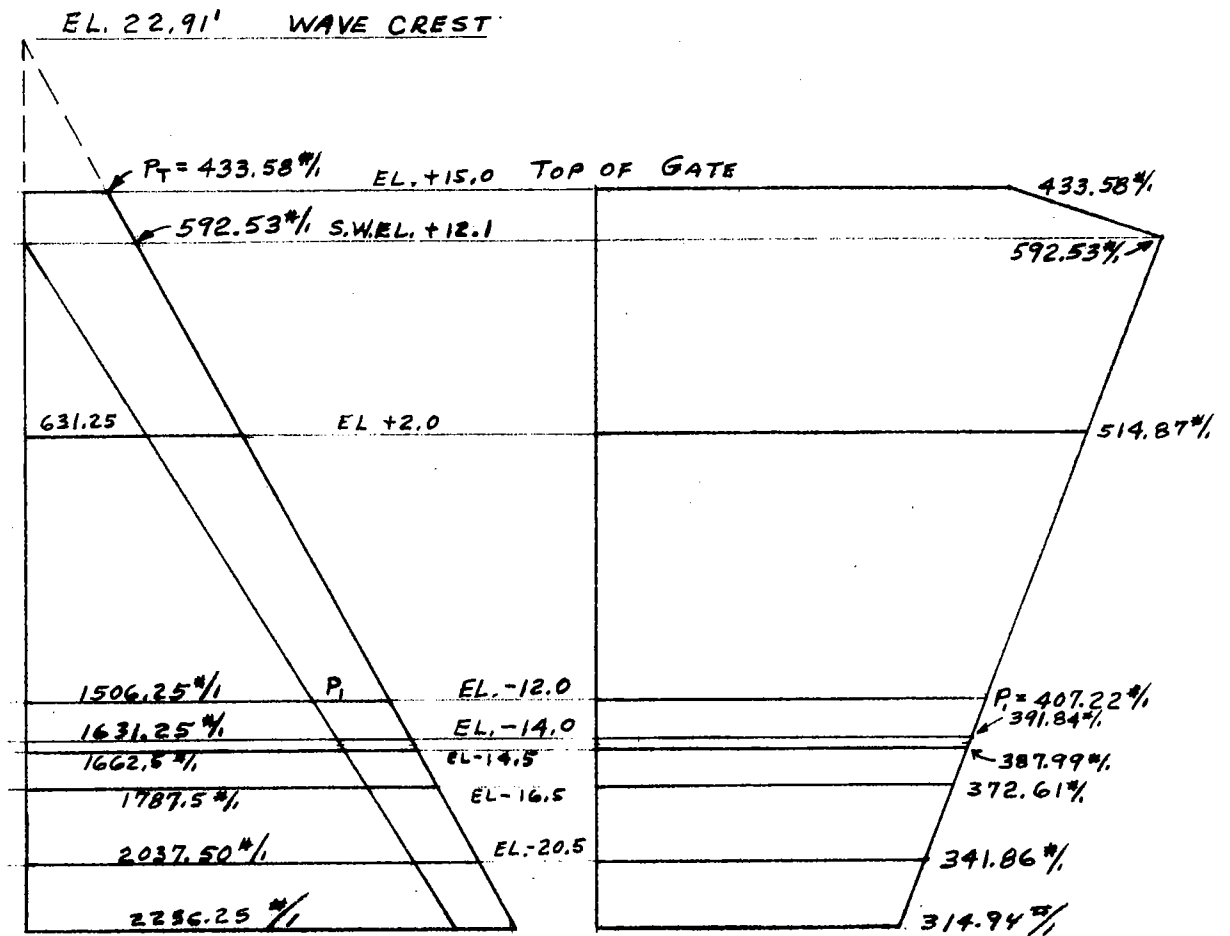 EL. 22.91' WAVE CREST
PT = 433.58 #/' EL. +15.0 TOP OF GATE 433.58 #/'
592.53 #/' S.W.EL. +12.1 592.53 #/'
631.25 EL +2.0 514.87 #/'
1506.25 #/' P1 EL. -12.0 P1 = 407.22 #/'
391.84 #/'
1631.25 #/' EL. -14.0
1662.5 #/' EL-14.5 387.99 #/'
1787.5 #/' EL-16.5 372.61 #/'
2037.50 #/' EL.-20.5 341.86 #/'
2236.25 #/' 314.94 #/'